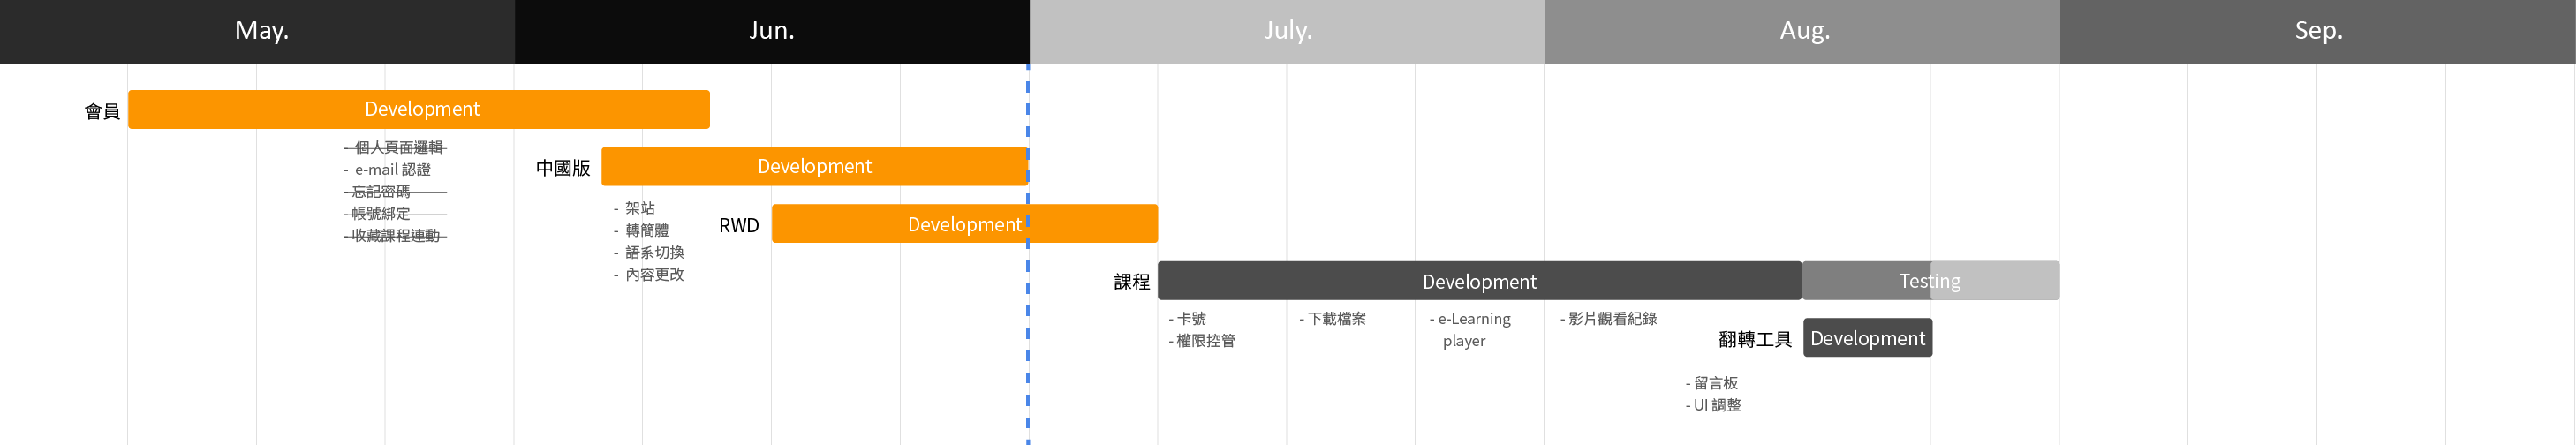 May.
Jun.
July.
Aug.
Sep.
會員
Development
- 個人頁面邏輯
- e-mail 認證
- 忘記密碼
- 帳號綁定
- 收藏課程連動
中國版
Development
- 架站
- 轉簡體
- 語系切換
- 內容更改
RWD
Development
課程
Development
Testing
- 卡號
- 權限控管
- 下載檔案
- e-Learning
player
- 影片觀看紀錄
翻轉工具
Development
- 留言板
- UI 調整